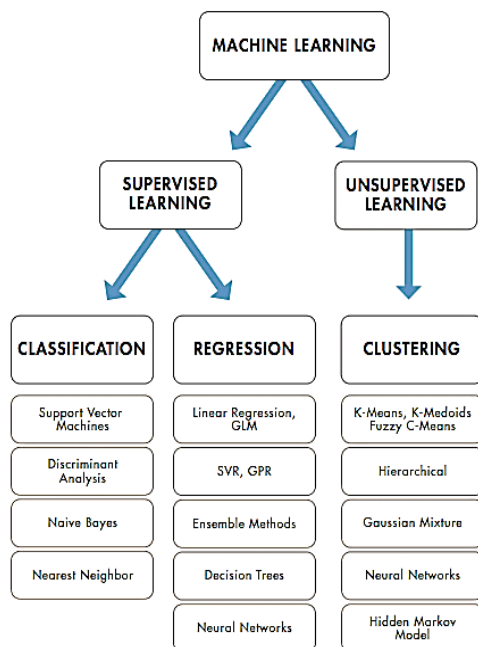 MACHINE LEARNING
SUPERVISED
LEARNING
UNSUPERVISED
LEARNING
CLASSIFICATION
Support Vector
Machines
Discriminant
Analysis
Naive Bayes
Nearest Neighbor
REGRESSION
Linear Regression,
GLM
SVR, GPR
Ensemble Methods
Decision Trees
Neural Networks
CLUSTERING
K-Means, K-Medoids
Fuzzy C-Means
Hierarchical
Gaussian Mixture
Neural Networks
Hidden Markov
Model